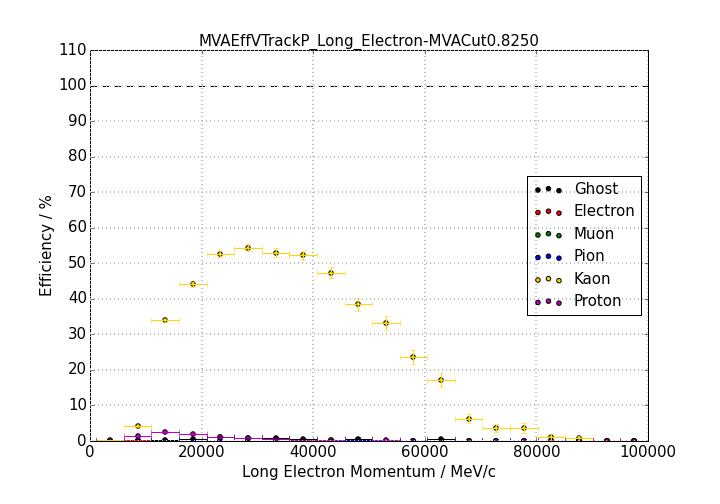 MVAEffVTrackP_Long_Electron-MVACut0.8250
110
100
90
80
70
60
50
40
30
20
10
0
Efficiency / %
Ghost
Electron
Muon
Pion
Kaon
Proton
0 20000 40000 60000 80000 100000
Long Electron Momentum / MeV/c